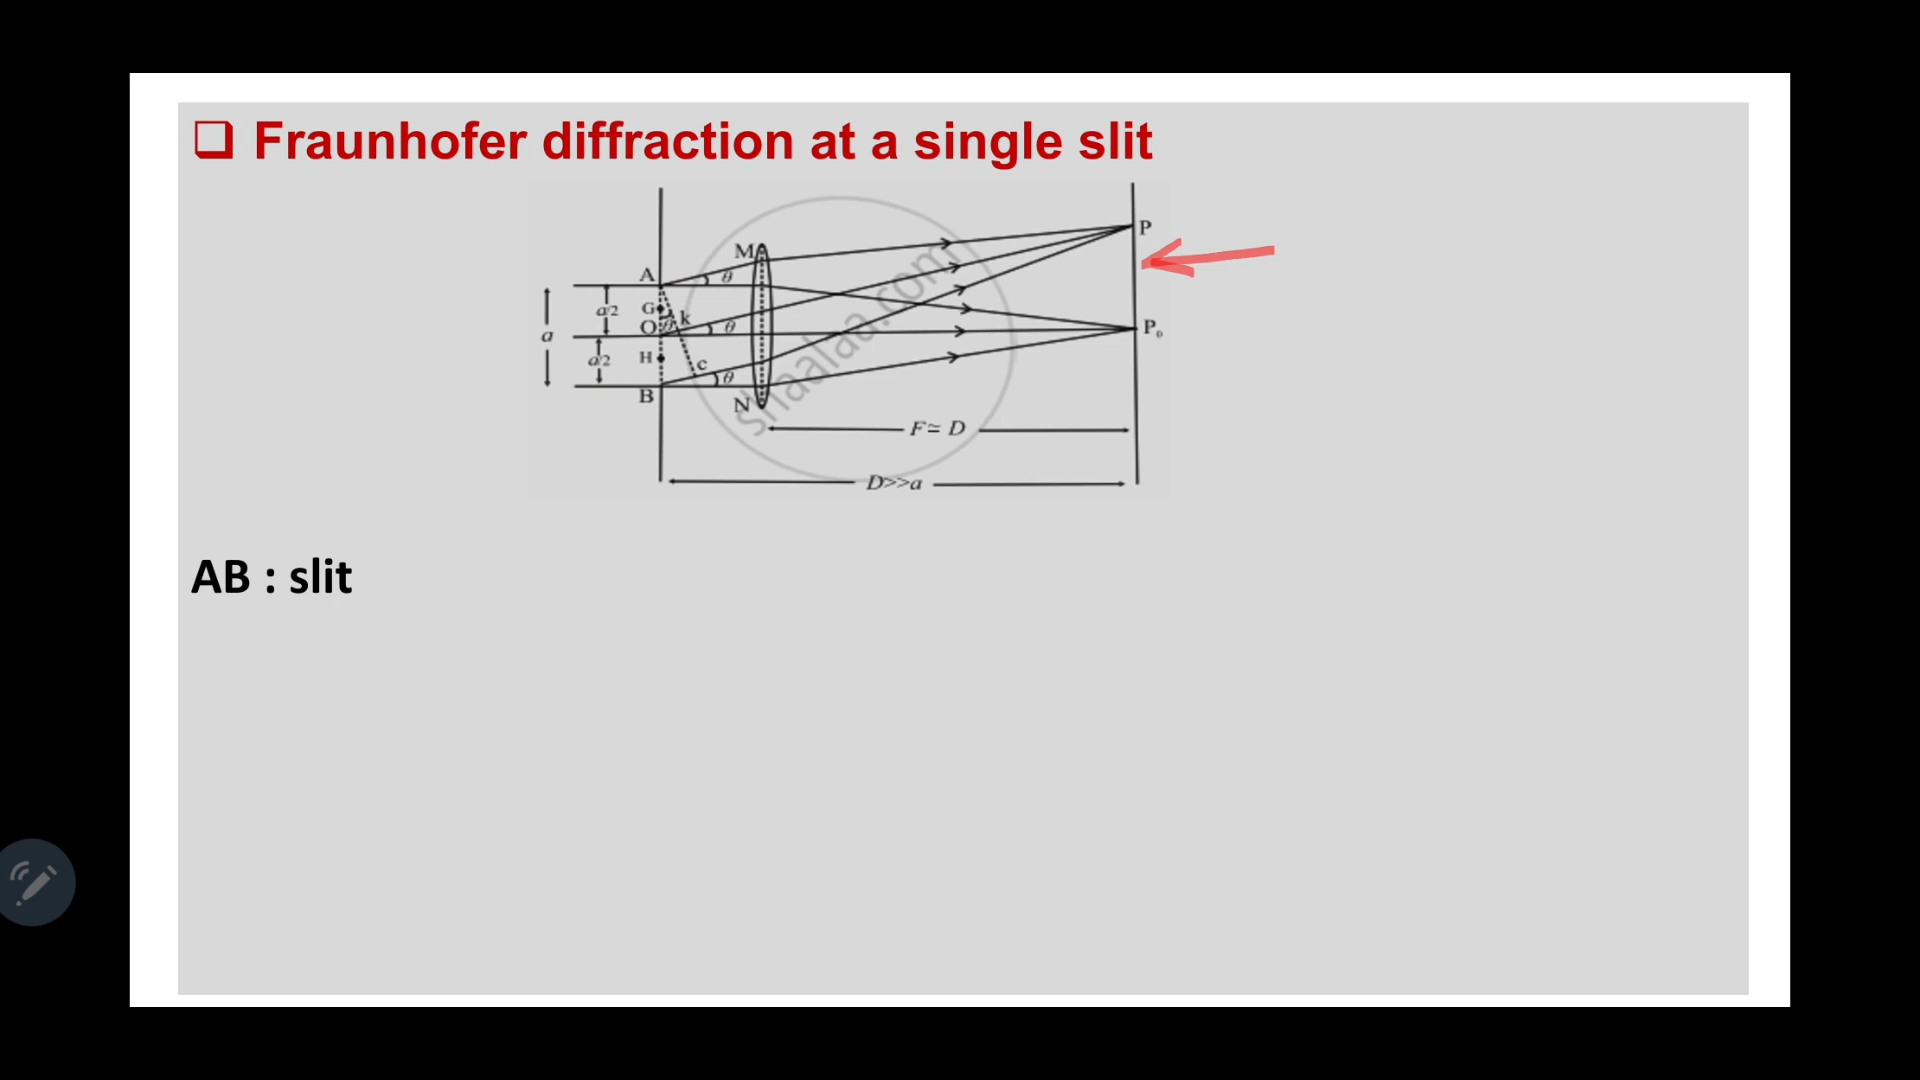 ❑ Fraunhofer diffraction at a single slit
M
P
A
θ
a/2
G
k
O
θ
θ
a
P₀
H
a/2
c
θ
B
N
F ≃ D
D>>a
shaalaa.com
AB : slit